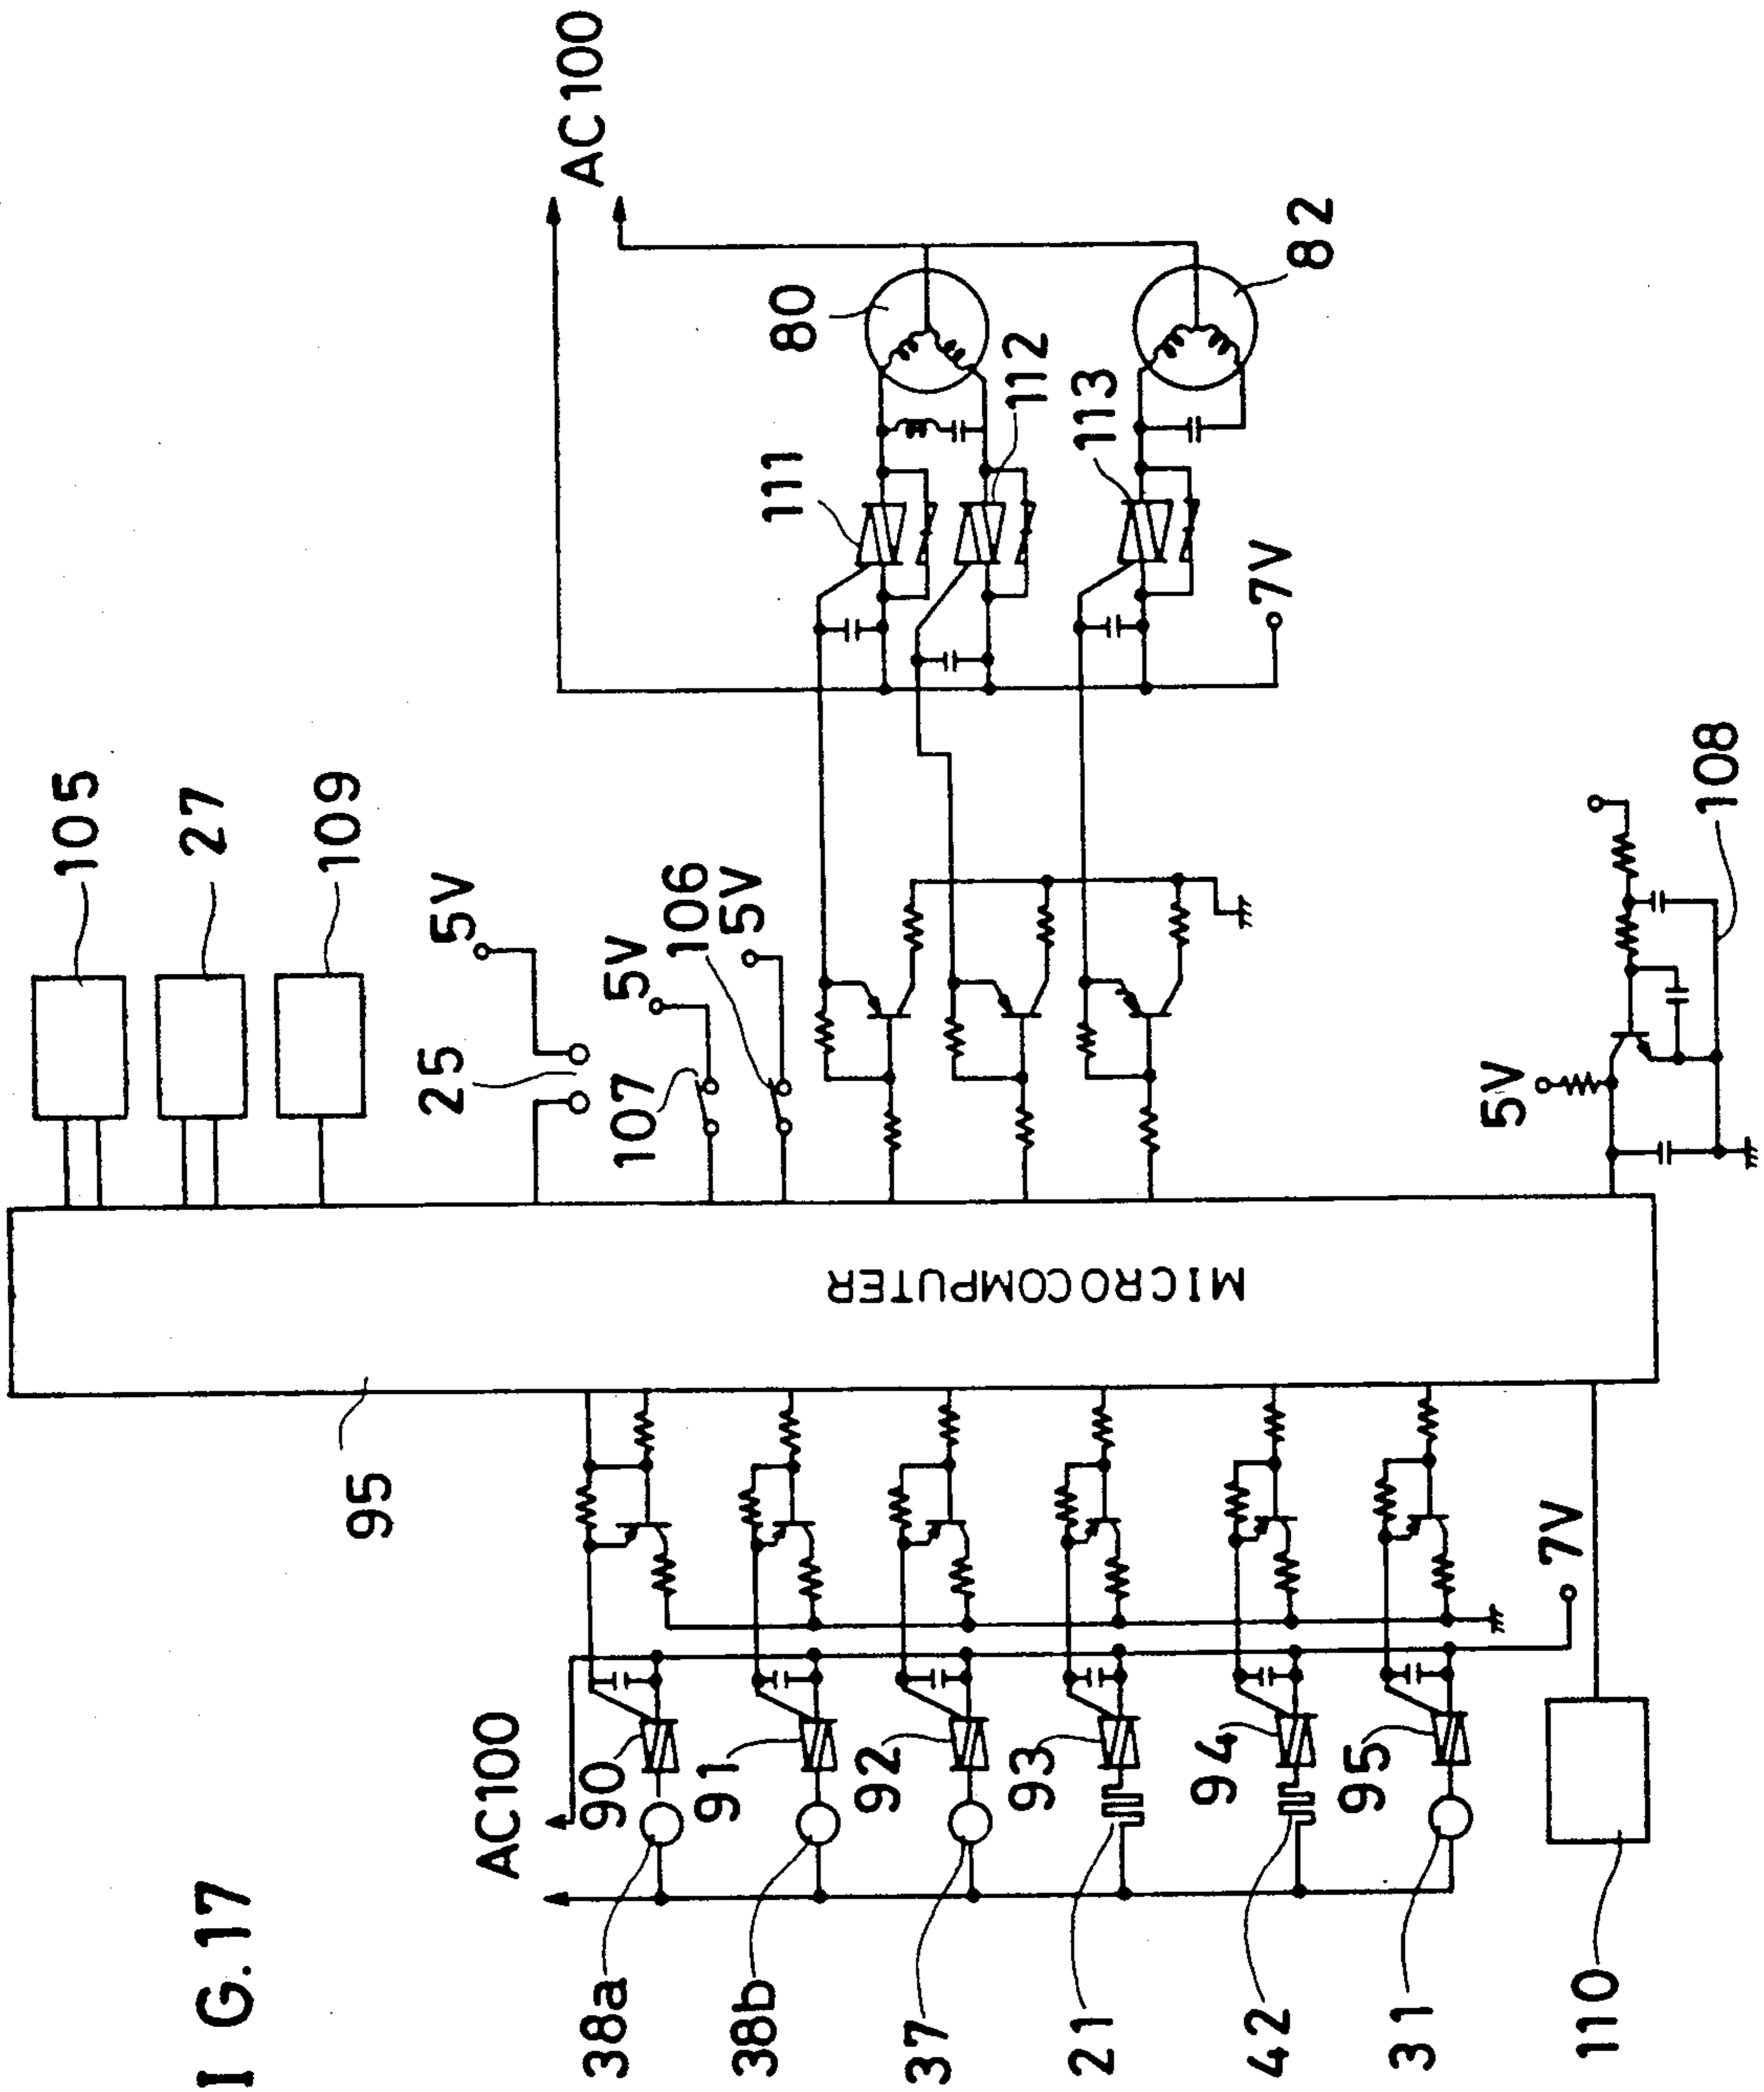 I G. 17
AC100
AC100
105
27
109
5V
25
5V
107
106
5V
111
80
112
113
82
7V
5V
108
MICROCOMPUTER
95
AC100
90
91
92
93
94
95
7V
38a
38b
37
21
42
31
110